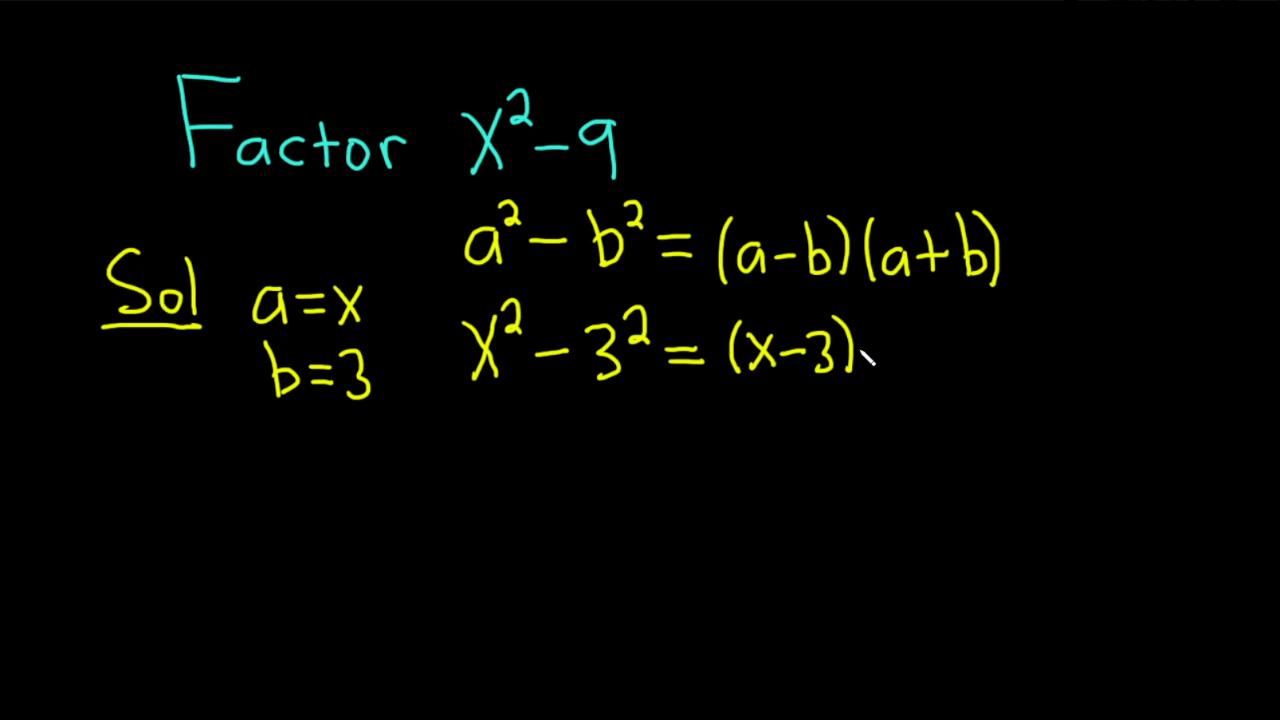 Factor x² - 9
a² - b² = (a-b)(a+b)
Sol a = x
b = 3
x² - 3² = (x-3)